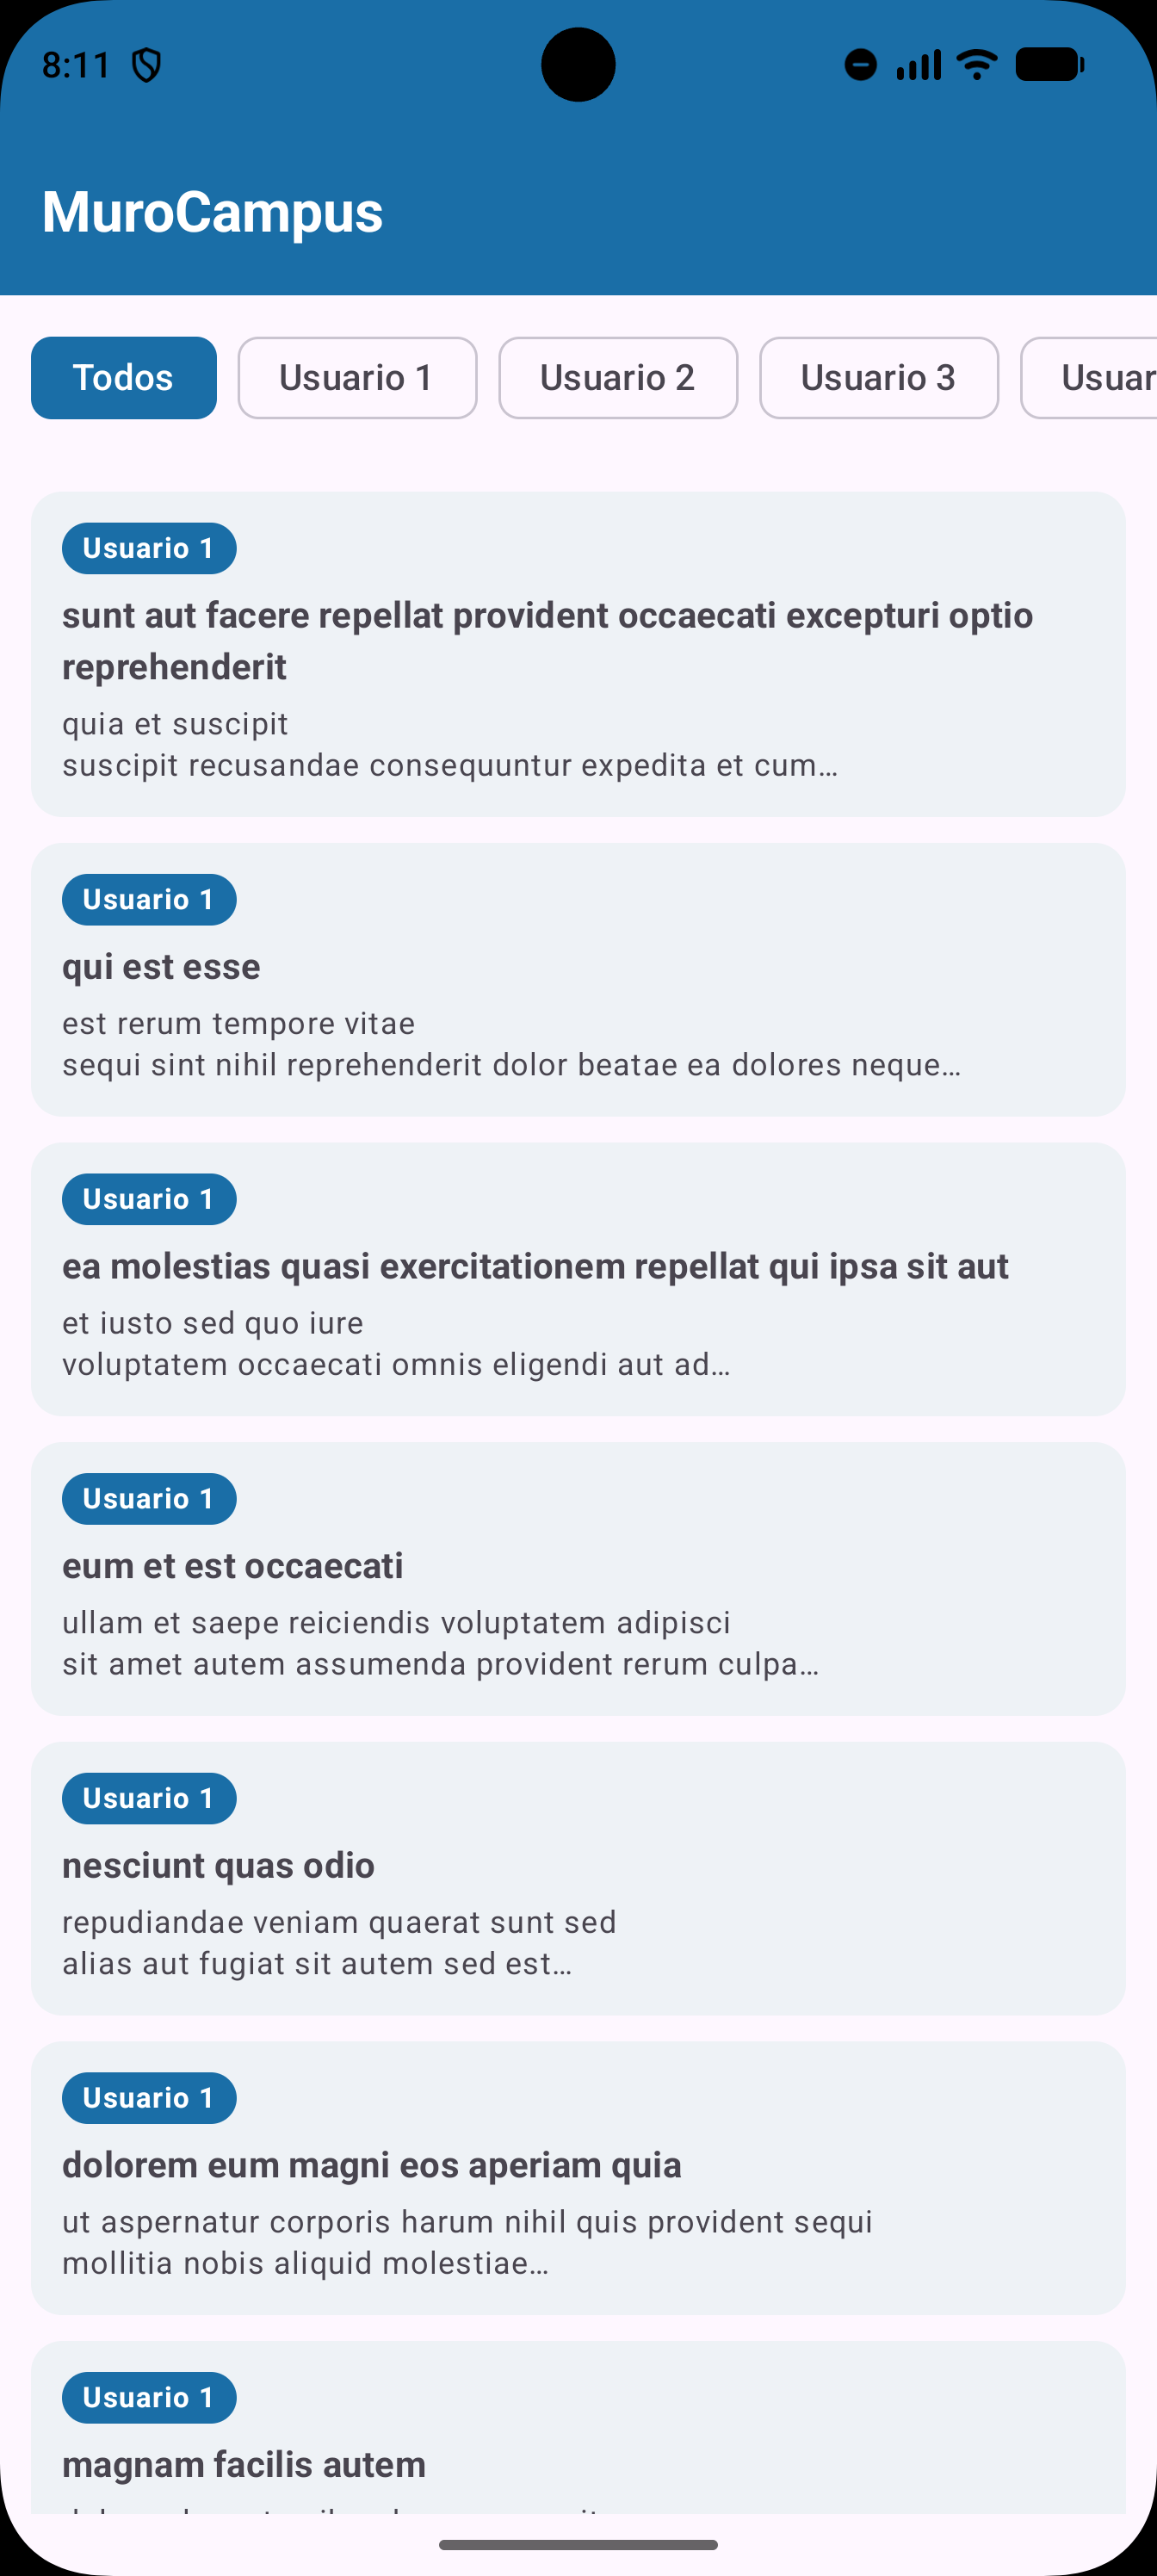 8:11
MuroCampus
Todos
Usuario 1
Usuario 2
Usuario 3
Usuar
Usuario 1
sunt aut facere repellat provident occaecati excepturi optio
reprehenderit
quia et suscipit
suscipit recusandae consequuntur expedita et cum…
Usuario 1
qui est esse
est rerum tempore vitae
sequi sint nihil reprehenderit dolor beatae ea dolores neque…
Usuario 1
ea molestias quasi exercitationem repellat qui ipsa sit aut
et iusto sed quo iure
voluptatem occaecati omnis eligendi aut ad…
Usuario 1
eum et est occaecati
ullam et saepe reiciendis voluptatem adipisci
sit amet autem assumenda provident rerum culpa…
Usuario 1
nesciunt quas odio
repudiandae veniam quaerat sunt sed
alias aut fugiat sit autem sed est…
Usuario 1
dolorem eum magni eos aperiam quia
ut aspernatur corporis harum nihil quis provident sequi
mollitia nobis aliquid molestiae…
Usuario 1
magnam facilis autem